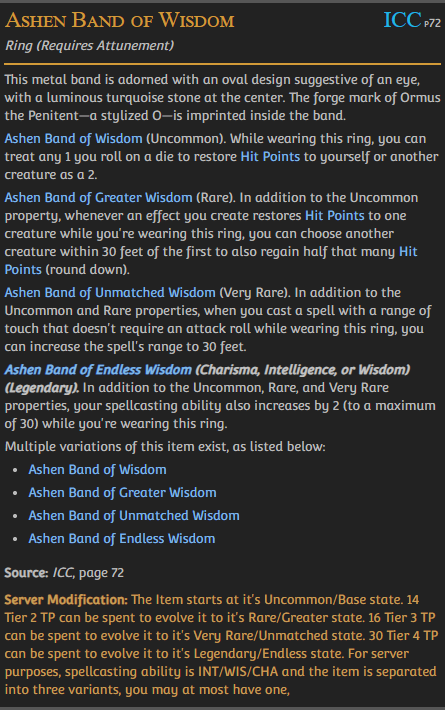 Ashen Band of Wisdom ICC p72
Ring (Requires Attunement)
This metal band is adorned with an oval design suggestive of an eye,
with a luminous turquoise stone at the center. The forge mark of Ormus
the Penitent—a stylized O—is imprinted inside the band.
Ashen Band of Wisdom (Uncommon). While wearing this ring, you can
treat any 1 you roll on a die to restore Hit Points to yourself or another
creature as a 2.
Ashen Band of Greater Wisdom (Rare). In addition to the Uncommon
property, whenever an effect you create restores Hit Points to one
creature while you're wearing this ring, you can choose another
creature within 30 feet of the first to also regain half that many Hit
Points (round down).
Ashen Band of Unmatched Wisdom (Very Rare). In addition to the
Uncommon and Rare properties, when you cast a spell with a range of
touch that doesn't require an attack roll while wearing this ring, you
can increase the spell's range to 30 feet.
Ashen Band of Endless Wisdom (Charisma, Intelligence, or Wisdom)
(Legendary). In addition to the Uncommon, Rare, and Very Rare
properties, your spellcasting ability also increases by 2 (to a maximum
of 30) while you're wearing this ring.
Multiple variations of this item exist, as listed below:
• Ashen Band of Wisdom
• Ashen Band of Greater Wisdom
• Ashen Band of Unmatched Wisdom
• Ashen Band of Endless Wisdom
Source: ICC, page 72
Server Modification: The Item starts at it's Uncommon/Base state. 14
Tier 2 TP can be spent to evolve it to it's Rare/Greater state. 16 Tier 3 TP
can be spent to evolve it to it's Very Rare/Unmatched state. 30 Tier 4 TP
can be spent to evolve it to it's Legendary/Endless state. For server
purposes, spellcasting ability is INT/WIS/CHA and the item is separated
into three variants, you may at most have one,